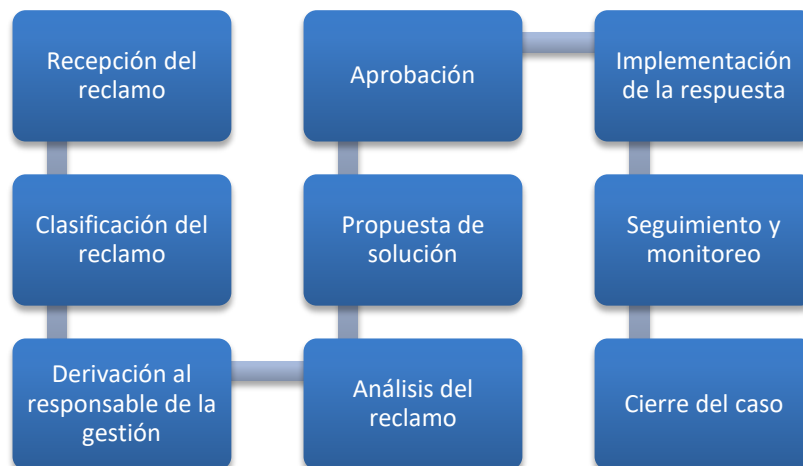 Recepción del
reclamo
Clasificación del
reclamo
Derivación al
responsable de la
gestión
Análisis del
reclamo
Propuesta de
solución
Aprobación
Implementación
de la respuesta
Seguimiento y
monitoreo
Cierre del caso